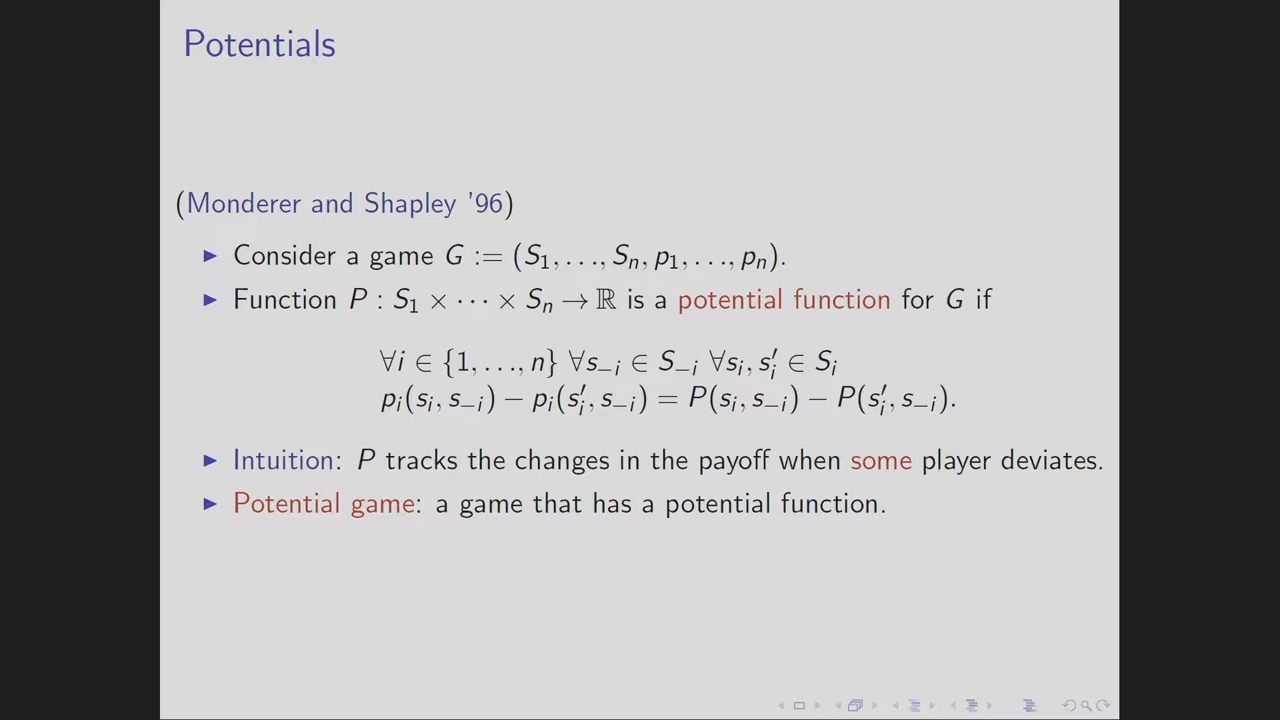 Potentials
(Monderer and Shapley '96)
▶ Consider a game G := (S₁, . . . , Sₙ, p₁, . . . , pₙ).
▶ Function P : S₁ × · · · × Sₙ → ℝ is a potential function for G if
∀i ∈ {1, . . . , n} ∀s₋ᵢ ∈ S₋ᵢ ∀sᵢ, s′ᵢ ∈ Sᵢ
pᵢ(sᵢ, s₋ᵢ) − pᵢ(s′ᵢ, s₋ᵢ) = P(sᵢ, s₋ᵢ) − P(s′ᵢ, s₋ᵢ).
▶ Intuition: P tracks the changes in the payoff when some player deviates.
▶ Potential game: a game that has a potential function.